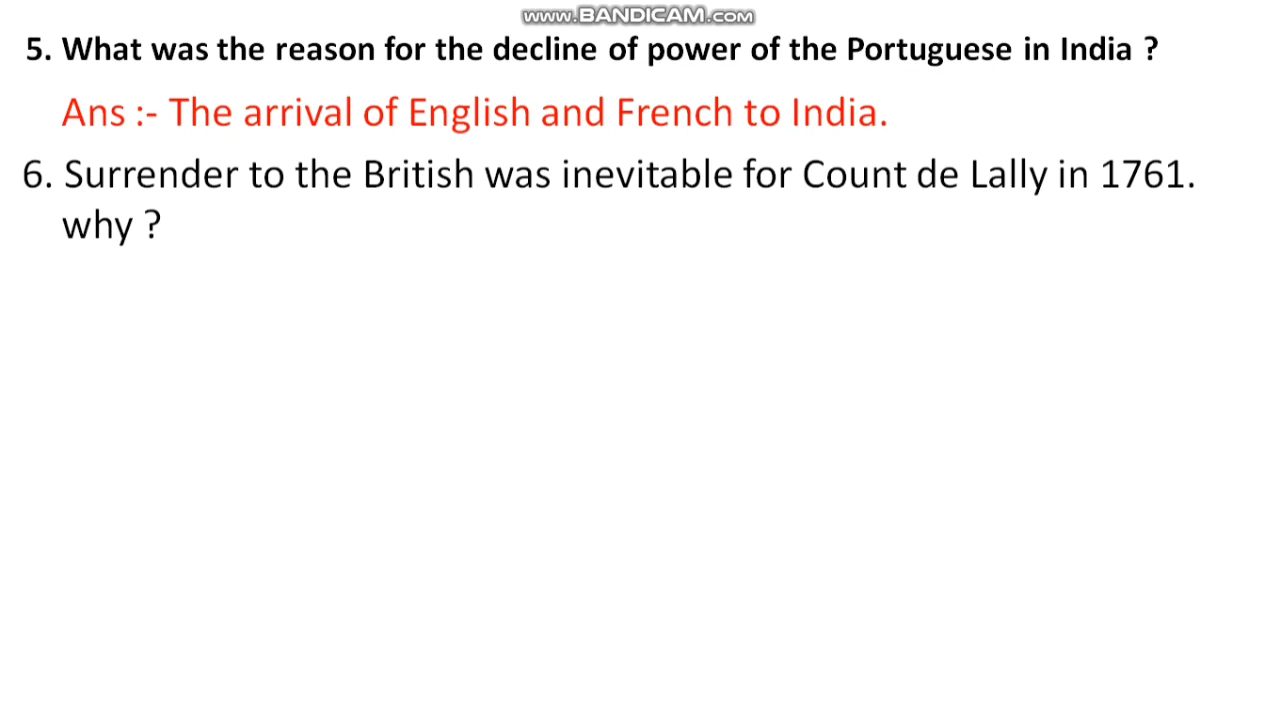 www.BANDICAM.COM
5. What was the reason for the decline of power of the Portuguese in India ?
Ans :- The arrival of English and French to India.
6. Surrender to the British was inevitable for Count de Lally in 1761.
why ?